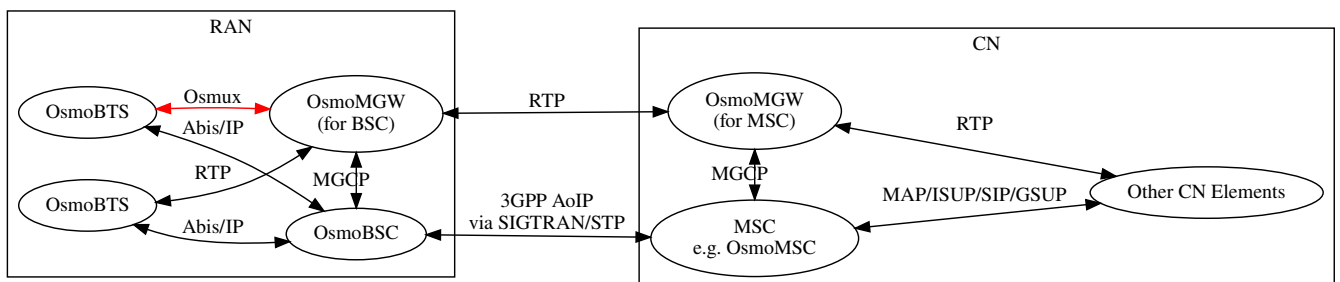 RAN
CN
OsmoBTS
Osmux
OsmoMGW
(for BSC)
RTP
OsmoMGW
(for MSC)
Abis/IP
RTP
RTP
MGCP
MGCP
OsmoBTS
Abis/IP
OsmoBSC
3GPP AoIP
via SIGTRAN/STP
MSC
e.g. OsmoMSC
MAP/ISUP/SIP/GSUP
Other CN Elements